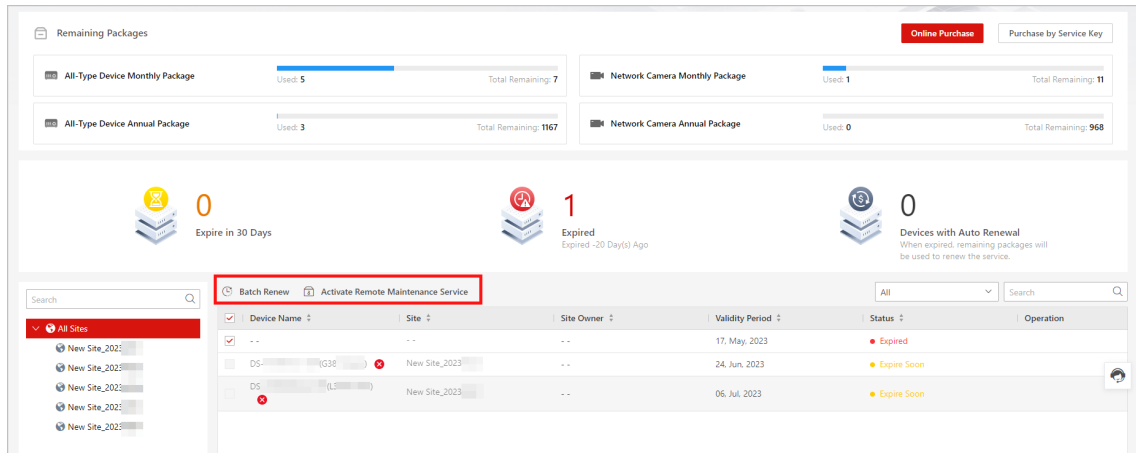 Remaining Packages
Online Purchase
Purchase by Service Key
All-Type Device Monthly Package
Used: 5
Total Remaining: 7
Network Camera Monthly Package
Used: 1
Total Remaining: 11
All-Type Device Annual Package
Used: 3
Total Remaining: 1167
Network Camera Annual Package
Used: 0
Total Remaining: 968
0
Expire in 30 Days
1
Expired
Expired -20 Day(s) Ago
0
Devices with Auto Renewal
When expired, remaining packages will
be used to renew the service.
Search
All Sites
New Site_2023
New Site_2023
New Site_2023
New Site_2023
New Site_2023
Batch Renew
Activate Remote Maintenance Service
All
Search
Device Name Site Site Owner Validity Period Status Operation
- - - - - - 17, May, 2023 Expired
DS- (G38 ) New Site_2023 - - 24, Jun, 2023 Expire Soon
DS (L3 ) New Site_2023 - - 06, Jul, 2023 Expire Soon